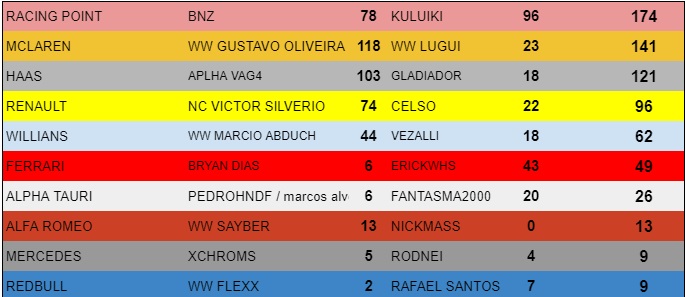 RACING POINT BNZ 78 KULUIKI 96 174
MCLAREN WW GUSTAVO OLIVEIRA 118 WW LUGUI 23 141
HAAS APLHA VAG4 103 GLADIADOR 18 121
RENAULT NC VICTOR SILVERIO 74 CELSO 22 96
WILLIANS WW MARCIO ABDUCH 44 VEZALLI 18 62
FERRARI BRYAN DIAS 6 ERICKWHS 43 49
ALPHA TAURI PEDROHNDF / marcos alv 6 FANTASMA2000 20 26
ALFA ROMEO WW SAYBER 13 NICKMASS 0 13
MERCEDES XCHROMS 5 RODNEI 4 9
REDBULL WW FLEXX 2 RAFAEL SANTOS 7 9